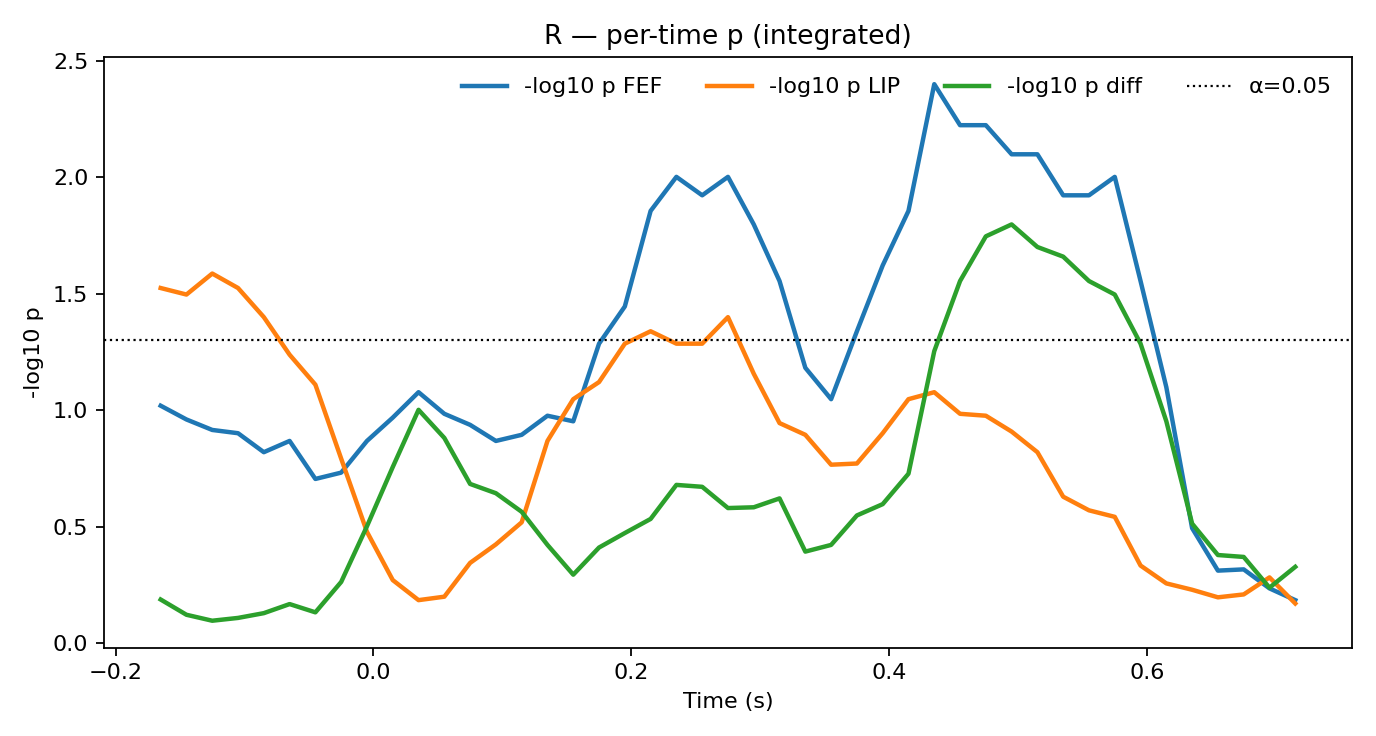 R — per-time p (integrated)
-log10 p FEF -log10 p LIP -log10 p diff α=0.05
2.5
2.0
1.5
1.0
0.5
0.0
-log10 p
−0.2 0.0 0.2 0.4 0.6
Time (s)